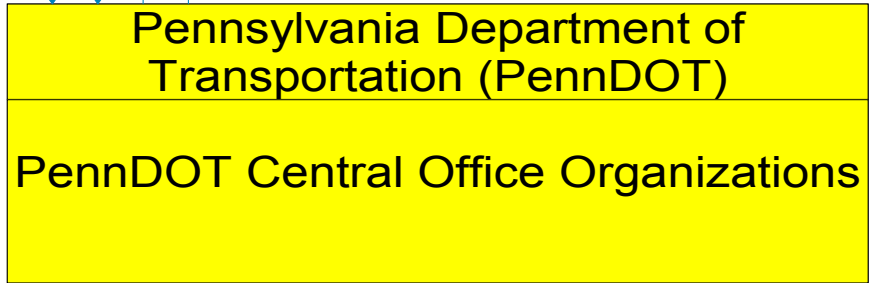 Pennsylvania Department of
Transportation (PennDOT)
PennDOT Central Office Organizations